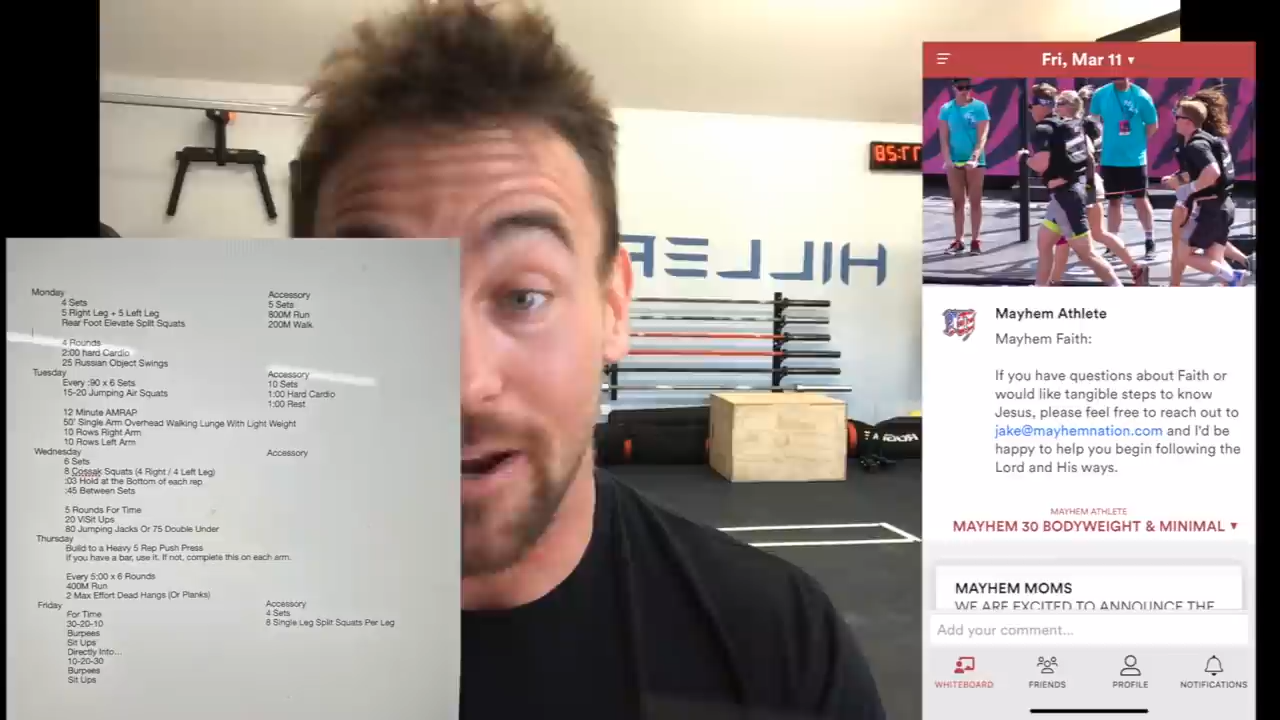 Monday
4 Sets
5 Right Leg + 5 Left Leg
Rear Foot Elevate Split Squats
Accessory
5 Sets
800M Run
200M Walk
4 Rounds
2:00 hard Cardio
25 Russian Object Swings
Tuesday
Every :90 x 6 Sets
15-20 Jumping Air Squats
Accessory
10 Sets
1:00 Hard Cardio
1:00 Rest
12 Minute AMRAP
50' Single Arm Overhead Walking Lunge With Light Weight
10 Rows Right Arm
10 Rows Left Arm
Wednesday
Accessory
6 Sets
8 Cossak Squats (4 Right / 4 Left Leg)
:03 Hold at the Bottom of each rep
:45 Between Sets
5 Rounds For Time
20 V/Sit Ups
80 Jumping Jacks Or 75 Double Under
Thursday
Build to a Heavy 5 Rep Push Press
If you have a bar, use it. If not, complete this on each arm.
Every 5:00 x 6 Rounds
400M Run
2 Max Effort Dead Hangs (Or Planks)
Friday
For Time
30-20-10
Burpees
Sit Ups
Directly Into...
10-20-30
Burpees
Sit Ups
Accessory
4 Sets
8 Single Leg Split Squats Per Leg
HILLER
Fri, Mar 11
Mayhem Athlete
Mayhem Faith:
If you have questions about Faith or
would like tangible steps to know
Jesus, please feel free to reach out to
jake@mayhemnation.com and I'd be
happy to help you begin following the
Lord and His ways.
MAYHEM ATHLETE
MAYHEM 30 BODYWEIGHT & MINIMAL
MAYHEM MOMS
WE ARE EXCITED TO ANNOUNCE THE
Add your comment...
WHITEBOARD
FRIENDS
PROFILE
NOTIFICATIONS